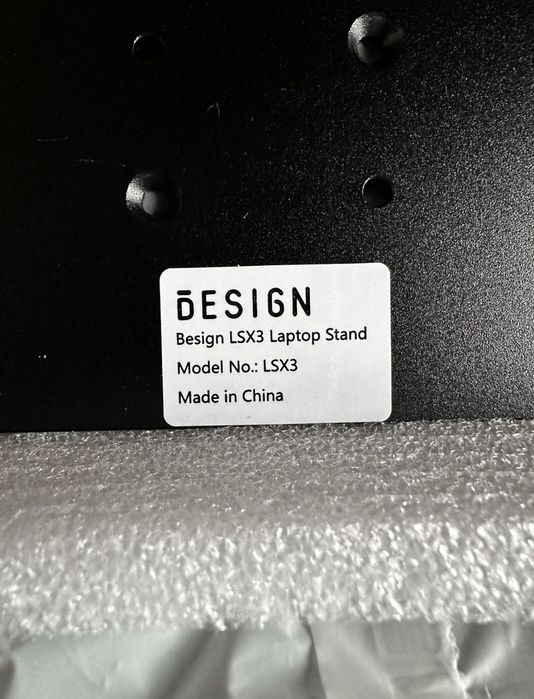 BESIGN
Besign LSX3 Laptop Stand
Model No.: LSX3
Made in China